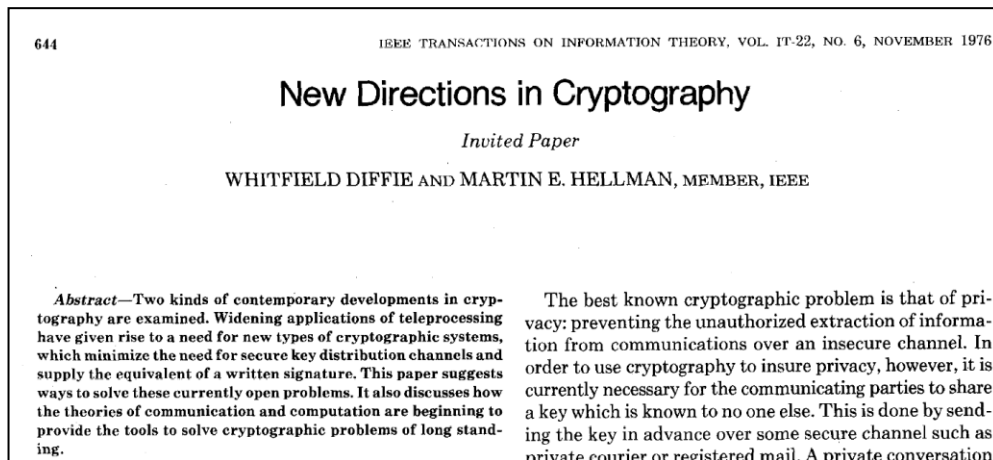 644
IEEE TRANSACTIONS ON INFORMATION THEORY, VOL. IT-22, NO. 6, NOVEMBER 1976
New Directions in Cryptography
Invited Paper
WHITFIELD DIFFIE AND MARTIN E. HELLMAN, MEMBER, IEEE
Abstract—Two kinds of contemporary developments in cryp-
tography are examined. Widening applications of teleprocessing
have given rise to a need for new types of cryptographic systems,
which minimize the need for secure key distribution channels and
supply the equivalent of a written signature. This paper suggests
ways to solve these currently open problems. It also discusses how
the theories of communication and computation are beginning to
provide the tools to solve cryptographic problems of long stand-
ing.
The best known cryptographic problem is that of pri-
vacy: preventing the unauthorized extraction of informa-
tion from communications over an insecure channel. In
order to use cryptography to insure privacy, however, it is
currently necessary for the communicating parties to share
a key which is known to no one else. This is done by send-
ing the key in advance over some secure channel such as
private courier or registered mail. A private conversation